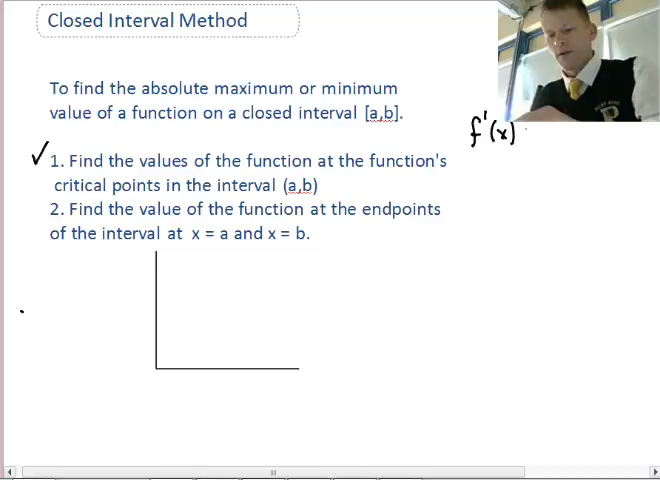 Closed Interval Method
To find the absolute maximum or minimum
value of a function on a closed interval [a,b].
1. Find the values of the function at the function's
critical points in the interval (a,b)
2. Find the value of the function at the endpoints
of the interval at x = a and x = b.
f'(x)